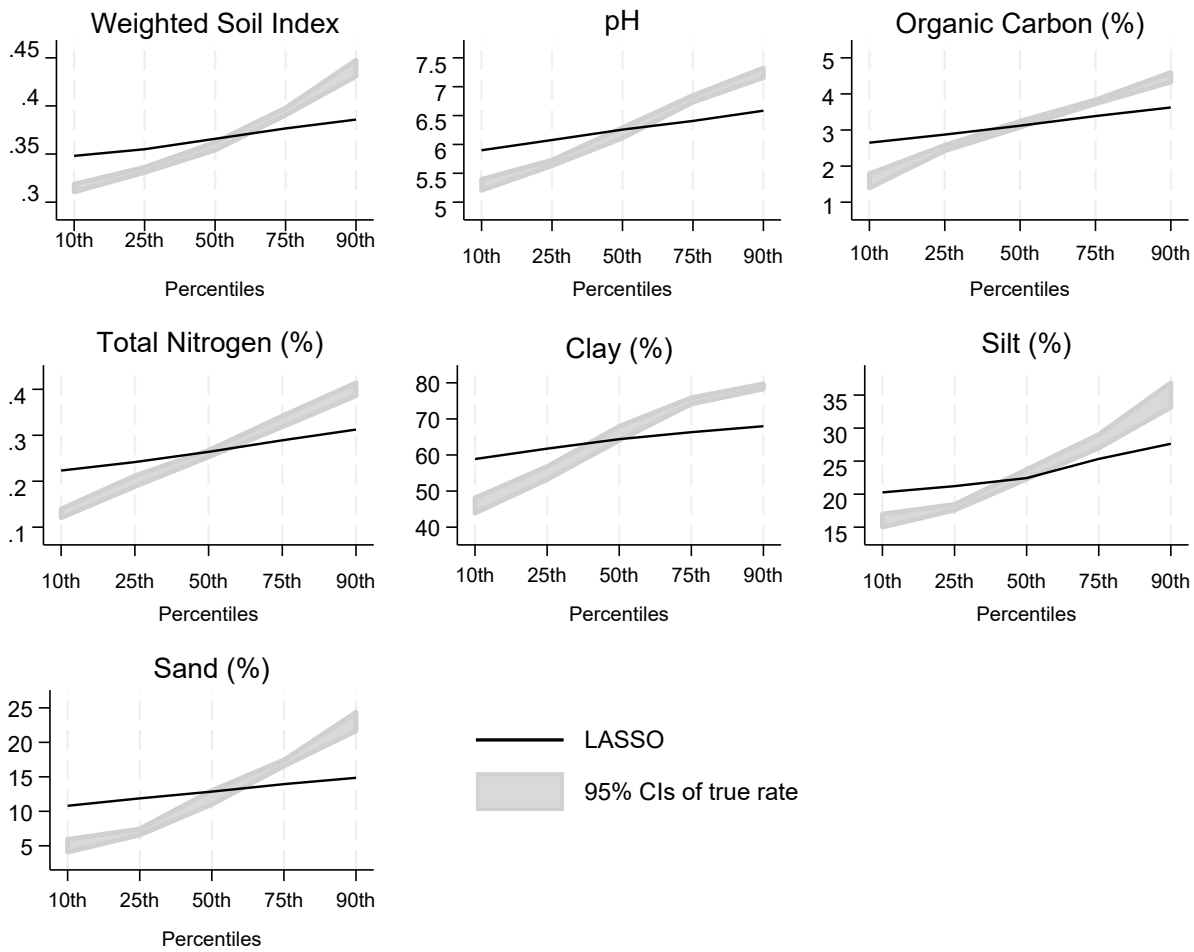 Weighted Soil Index
.45
.4
.35
.3
10th 25th 50th 75th 90th
Percentiles
pH
7.5
7
6.5
6
5.5
5
10th 25th 50th 75th 90th
Percentiles
Organic Carbon (%)
5
4
3
2
1
10th 25th 50th 75th 90th
Percentiles
Total Nitrogen (%)
.4
.3
.2
.1
10th 25th 50th 75th 90th
Percentiles
Clay (%)
80
70
60
50
40
10th 25th 50th 75th 90th
Percentiles
Silt (%)
35
30
25
20
15
10th 25th 50th 75th 90th
Percentiles
Sand (%)
25
20
15
10
5
10th 25th 50th 75th 90th
Percentiles
LASSO
95% CIs of true rate